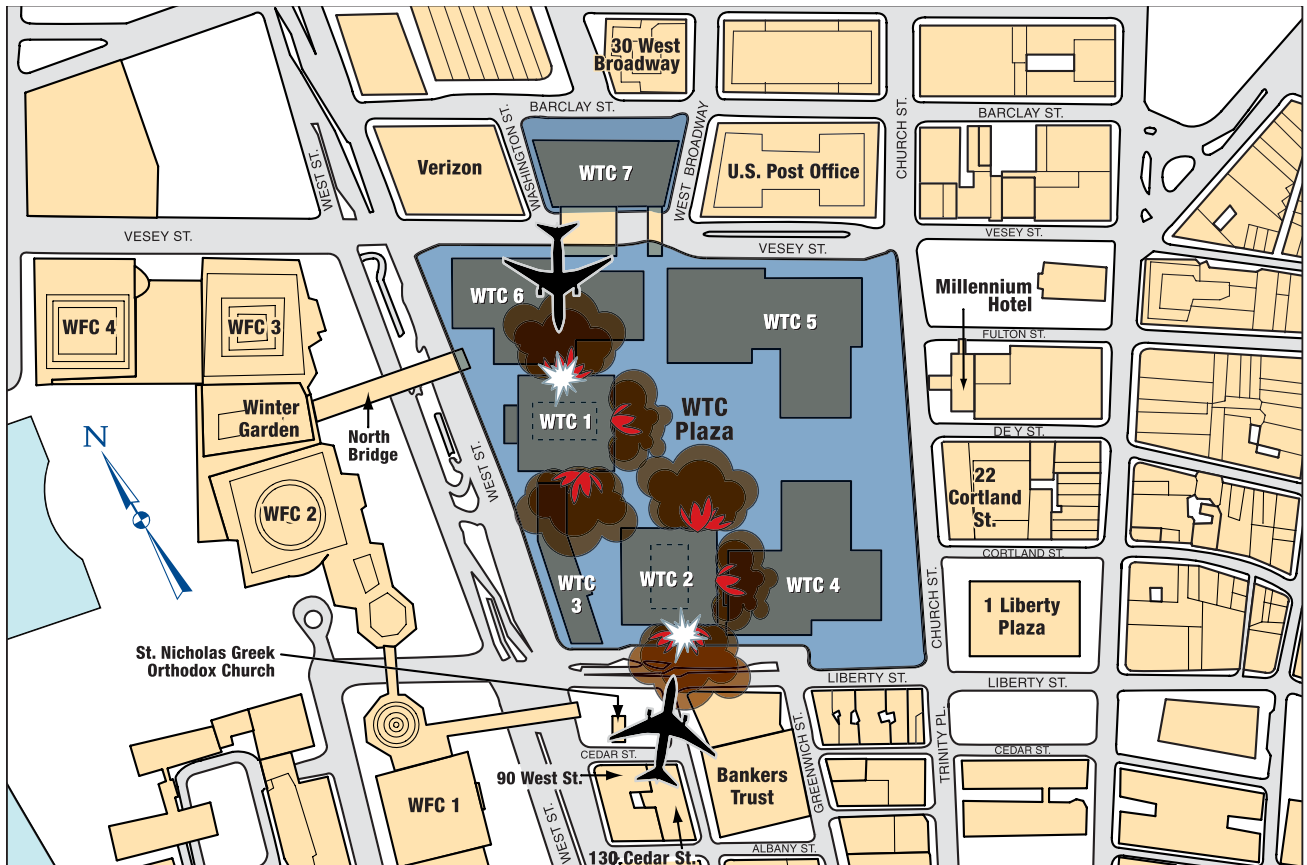 30 West
Broadway
BARCLAY ST.
BARCLAY ST.
WASHINGTON ST.
WEST BROADWAY
CHURCH ST.
WEST ST.
Verizon
WTC 7
U.S. Post Office
VESEY ST.
VESEY ST.
VESEY ST.
WFC 4
WFC 3
WTC 6
WTC 5
Millennium
Hotel
FULTON ST.
Winter
Garden
North
Bridge
WTC 1
WTC
Plaza
DE Y ST.
N
WEST ST.
WFC 2
22
Cortland
St.
CORTLAND ST.
WTC
3
WTC 2
WTC 4
CHURCH ST.
1 Liberty
Plaza
St. Nicholas Greek
Orthodox Church
LIBERTY ST.
LIBERTY ST.
CEDAR ST.
CEDAR ST.
GREENWICH ST.
TRINITY PL.
90 West St.
Bankers
Trust
WFC 1
WEST ST.
130 Cedar St.
ALBANY ST.